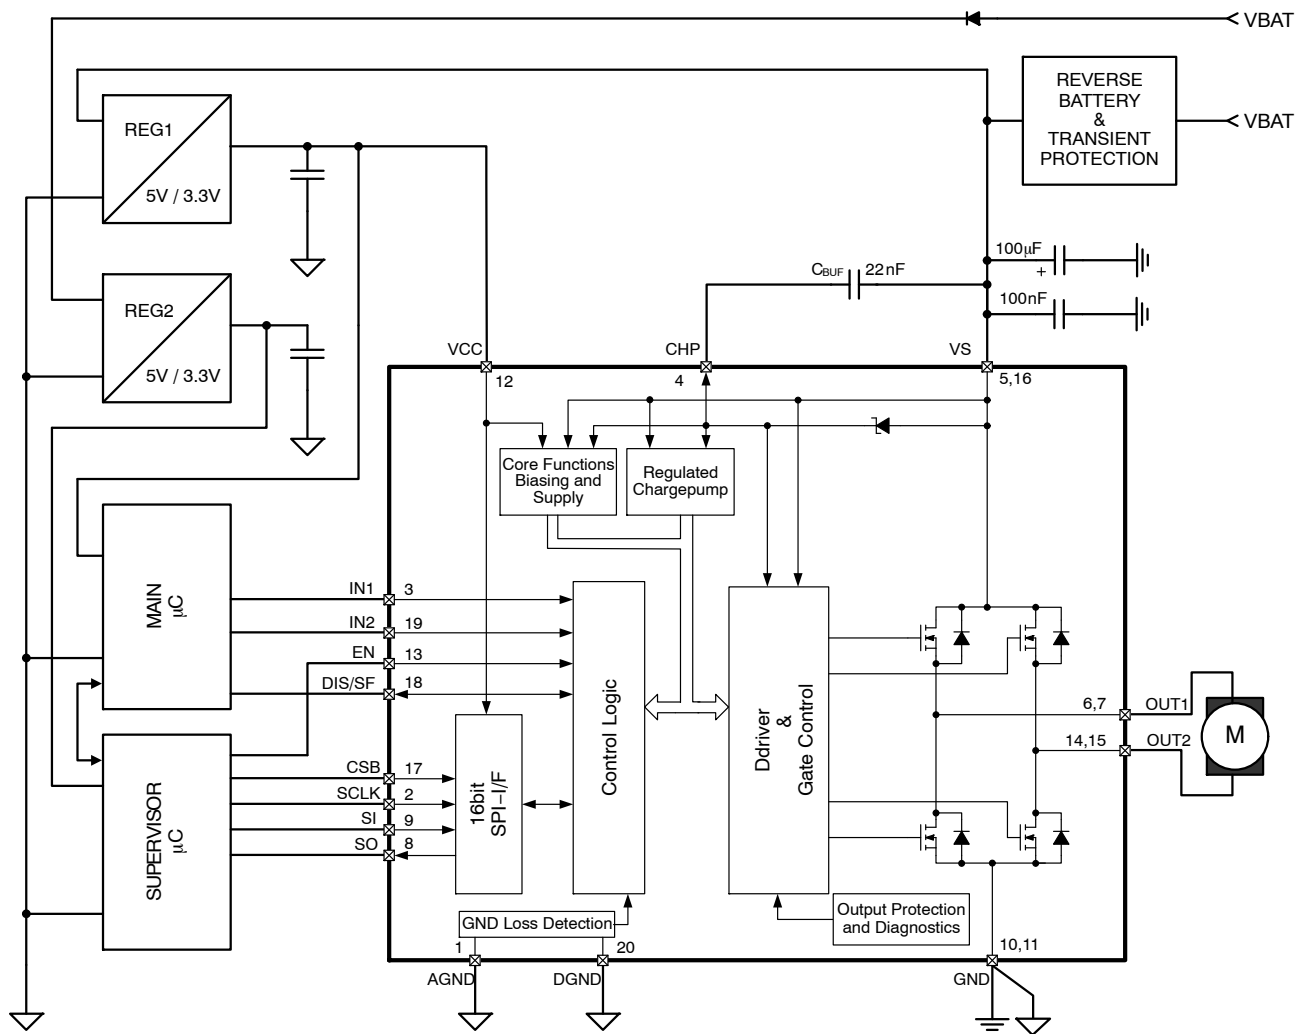 VBAT
REVERSE
BATTERY
&
TRANSIENT
PROTECTION
VBAT
REG1
5V / 3.3V
REG2
5V / 3.3V
100μF
+
CBUF 22nF
100nF
VCC
CHP
VS
12
4
5,16
Core Functions
Biasing and
Supply
Regulated
Chargepump
MAIN
μC
IN1 3
IN2 19
EN 13
DIS/SF 18
SUPERVISOR
μC
CSB 17
SCLK 2
SI 9
SO 8
16bit
SPI-I/F
Control Logic
Ddriver
&
Gate Control
6,7 OUT1
14,15 OUT2
M
GND Loss Detection
Output Protection
and Diagnostics
1
20
10,11
AGND
DGND
GND